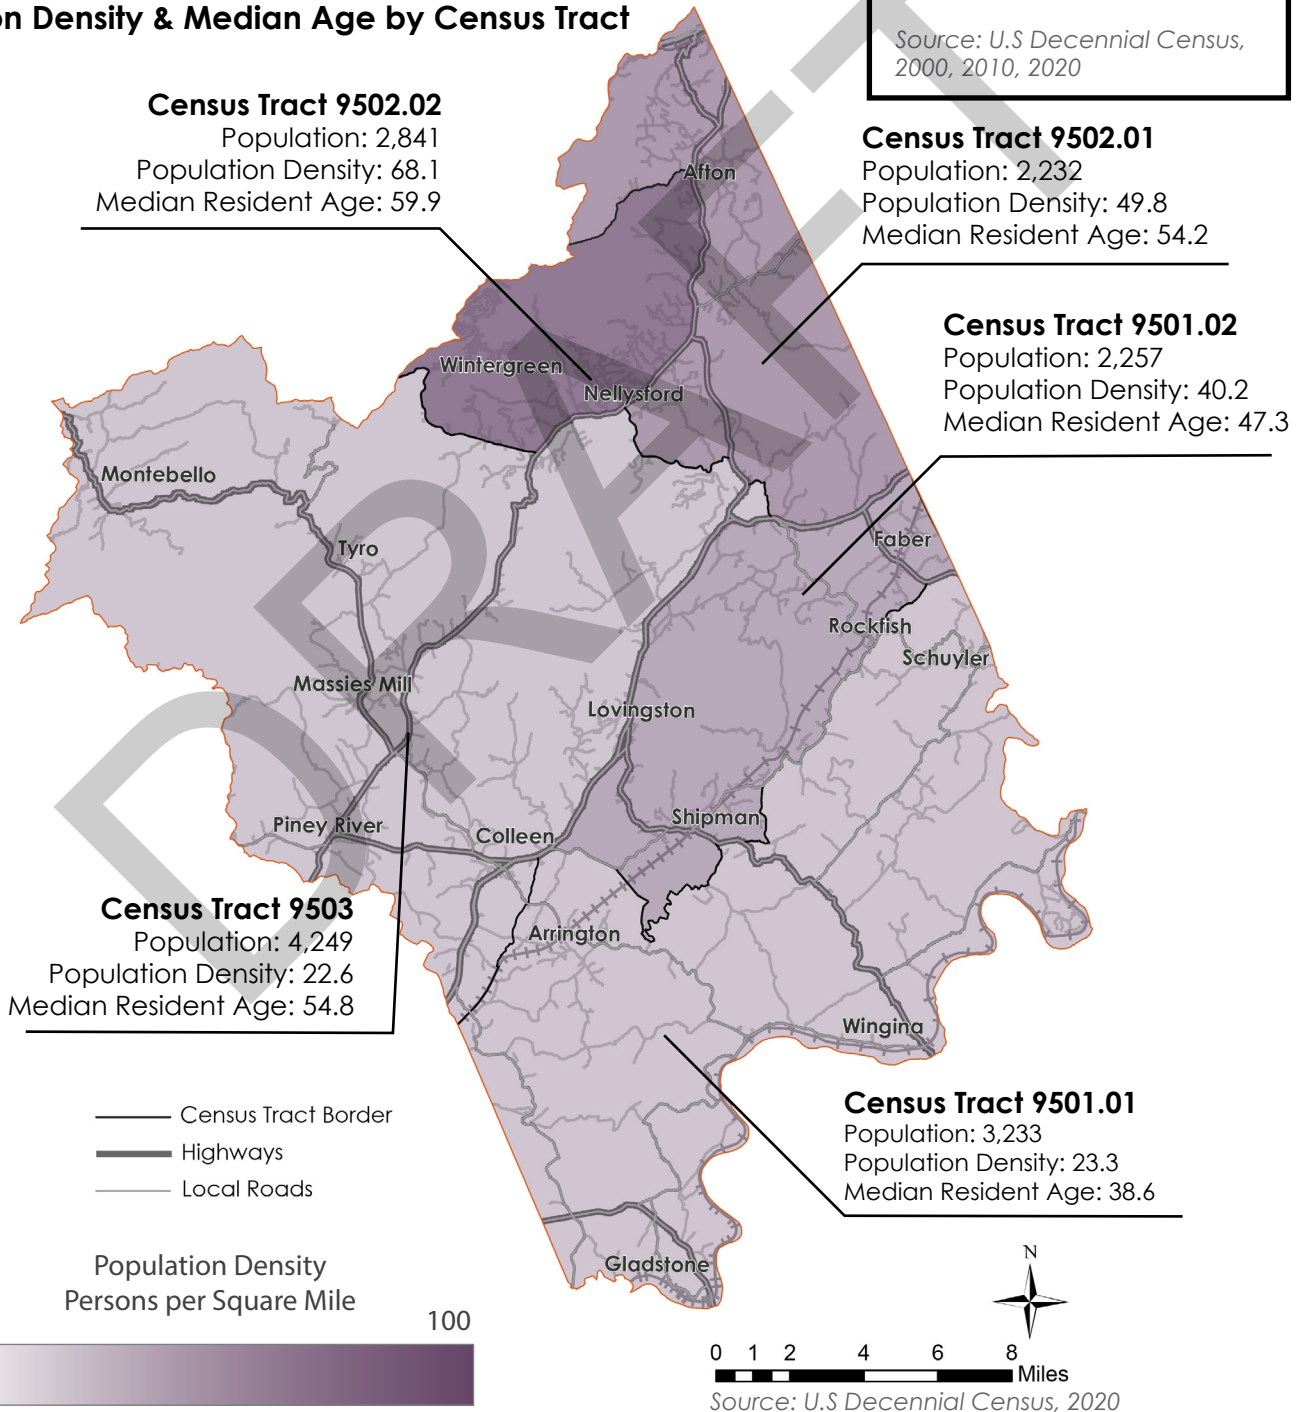 on Density & Median Age by Census Tract
Source: U.S Decennial Census,
2000, 2010, 2020
Census Tract 9502.02
Population: 2,841
Population Density: 68.1
Median Resident Age: 59.9
Census Tract 9502.01
Population: 2,232
Population Density: 49.8
Median Resident Age: 54.2
Census Tract 9501.02
Population: 2,257
Population Density: 40.2
Median Resident Age: 47.3
Afton
Wintergreen
Nellysford
Montebello
Tyro
Faber
Rockfish
Schuyler
Massies Mill
Lovingston
Piney River
Colleen
Shipman
Arrington
Wingina
Gladstone
DRAFT
Census Tract 9503
Population: 4,249
Population Density: 22.6
Median Resident Age: 54.8
Census Tract 9501.01
Population: 3,233
Population Density: 23.3
Median Resident Age: 38.6
Census Tract Border
Highways
Local Roads
Population Density
Persons per Square Mile
100
N
0 1 2 4 6 8
Miles
Source: U.S Decennial Census, 2020